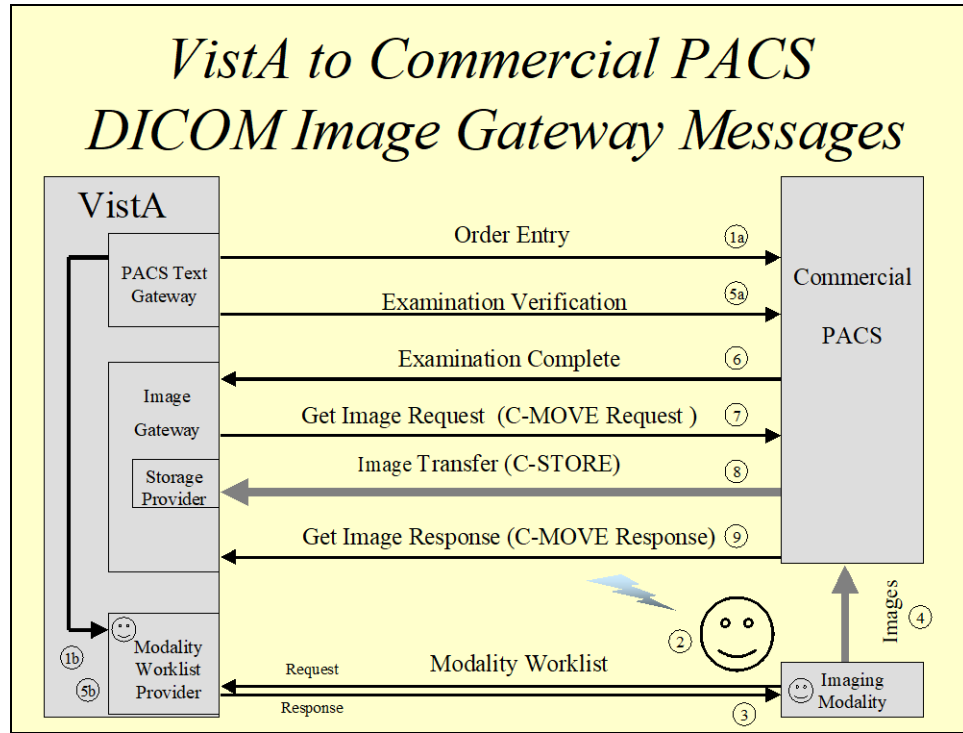 VistA to Commercial PACS
DICOM Image Gateway Messages
VistA
PACS Text
Gateway
Order Entry
1a
Examination Verification
5a
Commercial
PACS
Examination Complete
6
Image
Gateway
Get Image Request (C-MOVE Request )
7
Image Transfer (C-STORE)
8
Storage
Provider
Get Image Response (C-MOVE Response)
9
Images
4
2
1b
5b
Modality
Worklist
Provider
Request
Modality Worklist
Response
3
Imaging
Modality